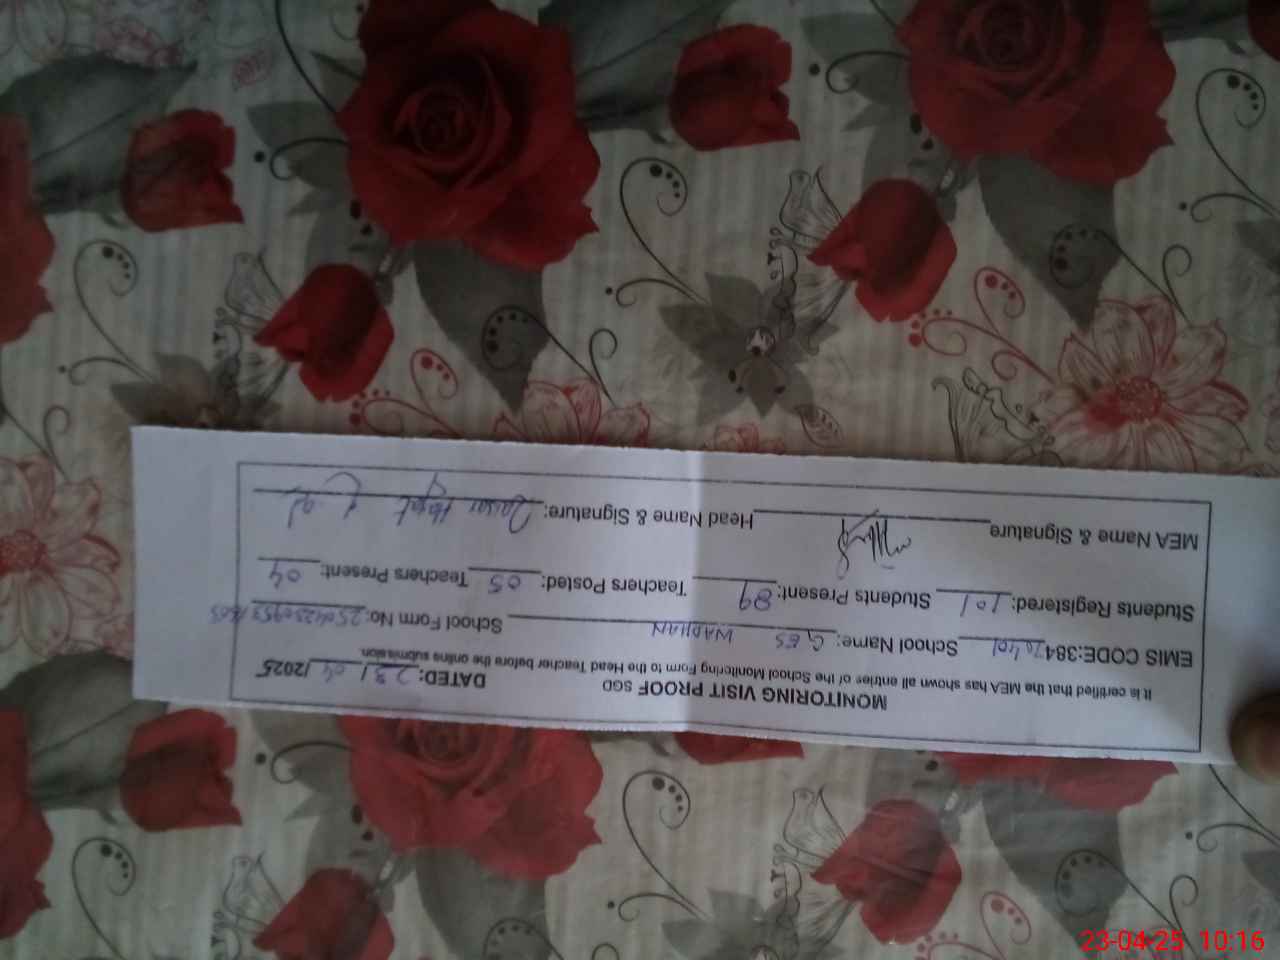 MONITORING VISIT PROOF SGD DATED: 23/04/2025
It is certified that the MEA has shown all entries of the School Monitoring Form to the Head Teacher before the online submission.
EMIS CODE:384 School Name: GES WADHAN School Form No:
Students Registered: 101 Students Present: 89 Teachers Posted: 05 Teachers Present: 04
MEA Name & Signature Head Name & Signature:
23-04-25 10:16